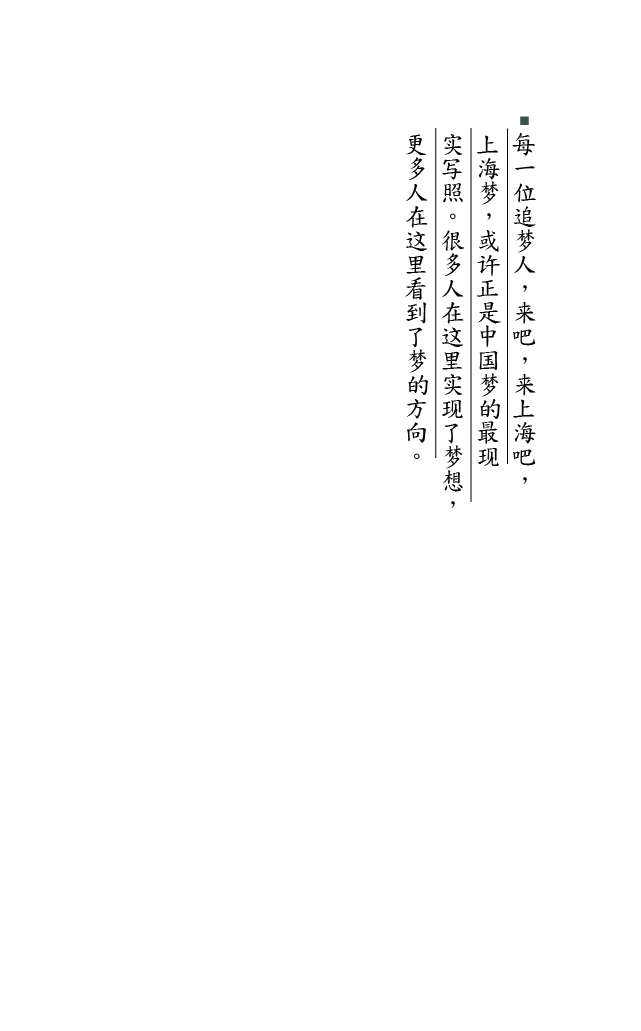 每一位追梦人，来吧，来上海吧，
上海梦，或许正是中国梦的最现
实写照。很多人在这里实现了梦想，
更多人在这里看到了梦的方向。